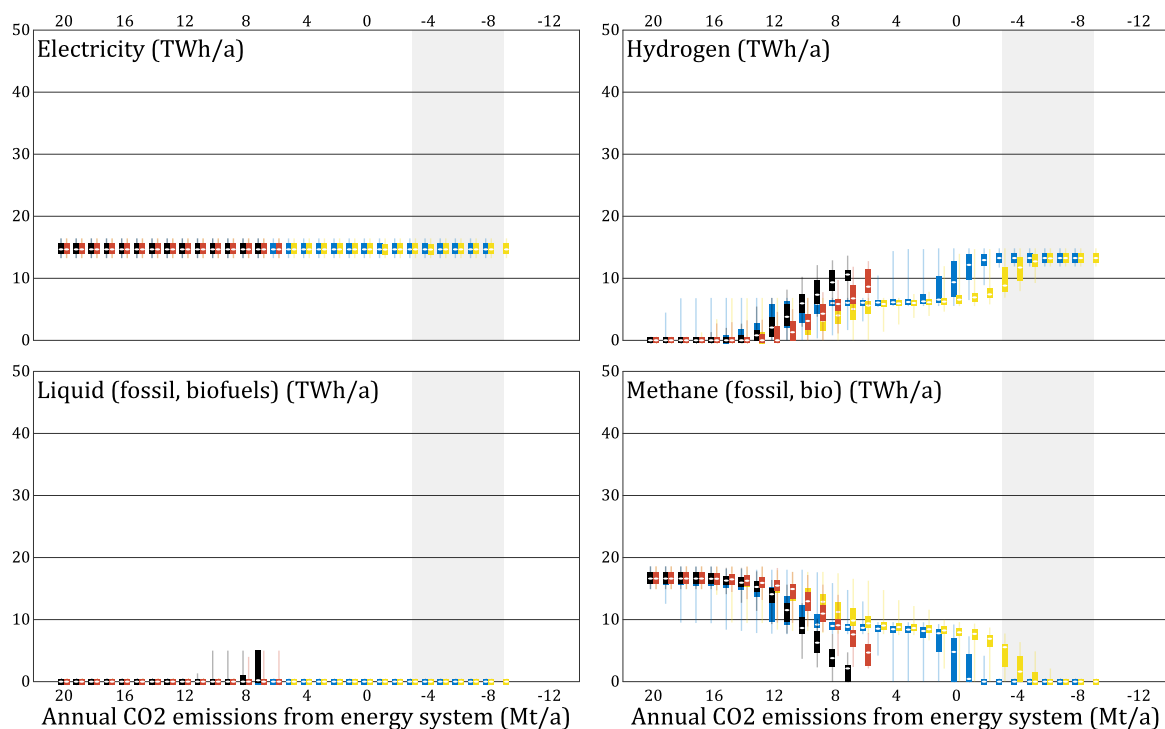 20 16 12 8 4 0 -4 -8 -12
20 16 12 8 4 0 -4 -8 -12
50
Electricity (TWh/a)
40
30
20
10
0
50
Hydrogen (TWh/a)
40
30
20
10
0
50
Liquid (fossil, biofuels) (TWh/a)
40
30
20
10
0
50
Methane (fossil, bio) (TWh/a)
40
30
20
10
0
20 16 12 8 4 0 -4 -8 -12
20 16 12 8 4 0 -4 -8 -12
Annual CO2 emissions from energy system (Mt/a)
Annual CO2 emissions from energy system (Mt/a)